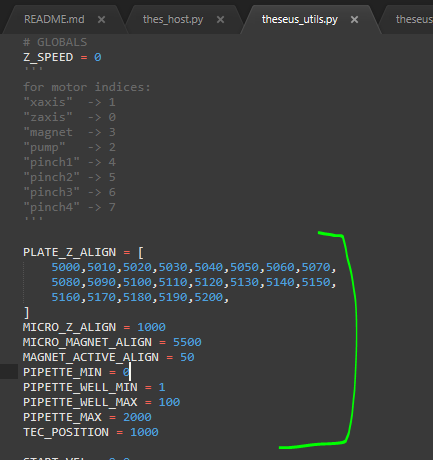 README.md × thes_host.py × theseus_utils.py × theseus
# GLOBALS
Z_SPEED = 0
'''
for motor indices:
"xaxis" -> 1
"zaxis" -> 0
"magnet -> 3
"pump" -> 2
"pinch1" -> 4
"pinch2" -> 5
"pinch3" -> 6
"pinch4" -> 7
'''
PLATE_Z_ALIGN = [
5000,5010,5020,5030,5040,5050,5060,5070,
5080,5090,5100,5110,5120,5130,5140,5150,
5160,5170,5180,5190,5200,
]
MICRO_Z_ALIGN = 1000
MICRO_MAGNET_ALIGN = 5500
MAGNET_ACTIVE_ALIGN = 50
PIPETTE_MIN = 0
PIPETTE_WELL_MIN = 1
PIPETTE_WELL_MAX = 100
PIPETTE_MAX = 2000
TEC_POSITION = 1000